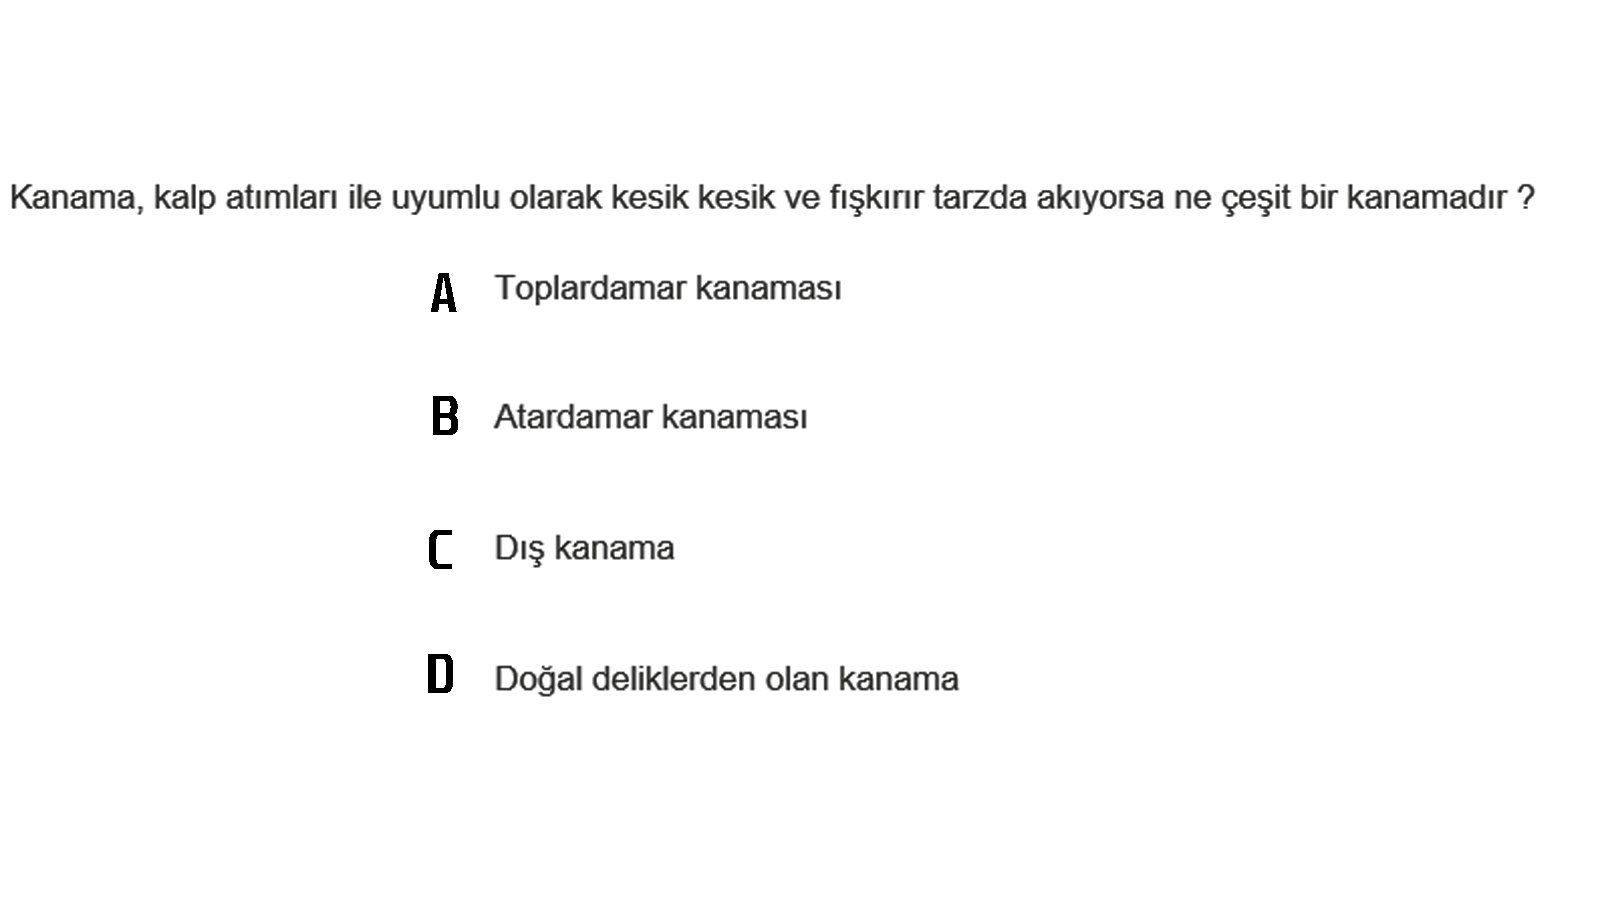 Kanama, kalp atımları ile uyumlu olarak kesik kesik ve fışkırır tarzda akıyorsa ne çeşit bir kanamadır ?
A Toplardamar kanaması
B Atardamar kanaması
C Dış kanama
D Doğal deliklerden olan kanama